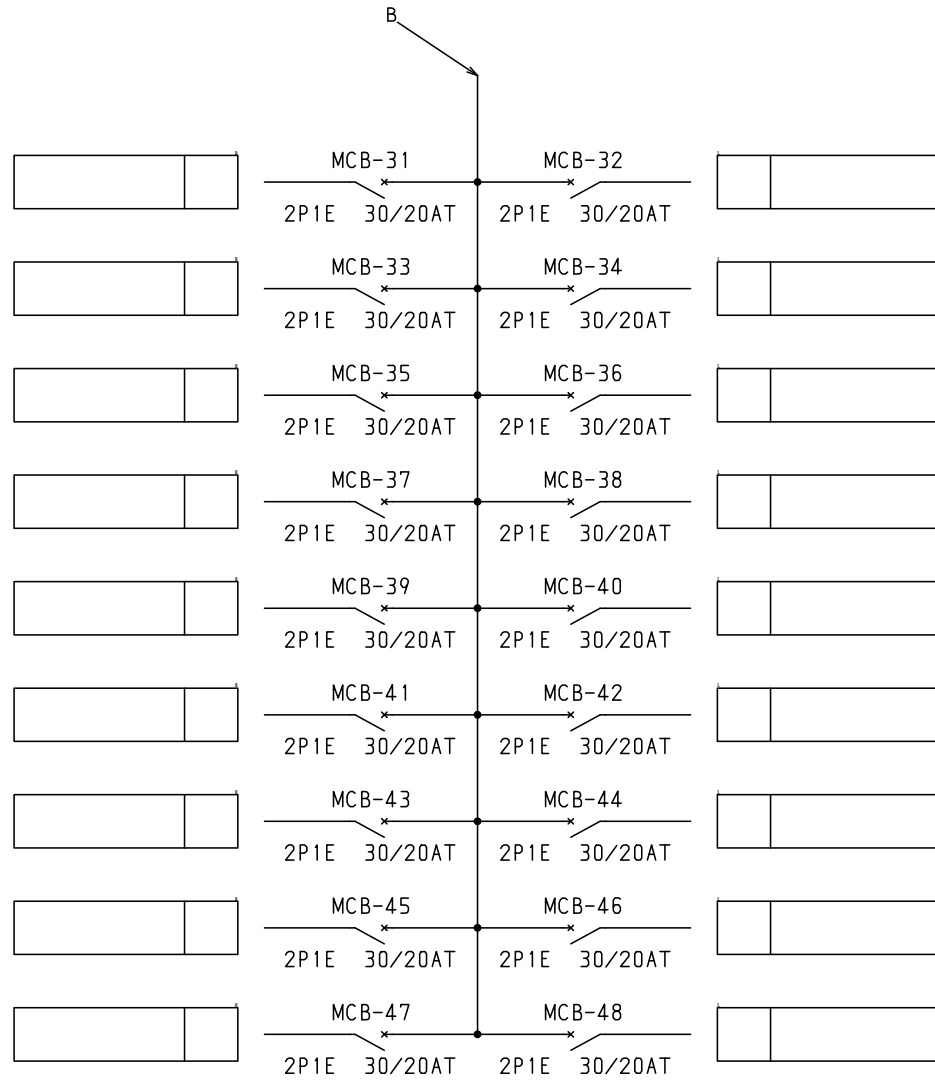 B
MCB-31 MCB-32
2P1E 30/20AT 2P1E 30/20AT
MCB-33 MCB-34
2P1E 30/20AT 2P1E 30/20AT
MCB-35 MCB-36
2P1E 30/20AT 2P1E 30/20AT
MCB-37 MCB-38
2P1E 30/20AT 2P1E 30/20AT
MCB-39 MCB-40
2P1E 30/20AT 2P1E 30/20AT
MCB-41 MCB-42
2P1E 30/20AT 2P1E 30/20AT
MCB-43 MCB-44
2P1E 30/20AT 2P1E 30/20AT
MCB-45 MCB-46
2P1E 30/20AT 2P1E 30/20AT
MCB-47 MCB-48
2P1E 30/20AT 2P1E 30/20AT